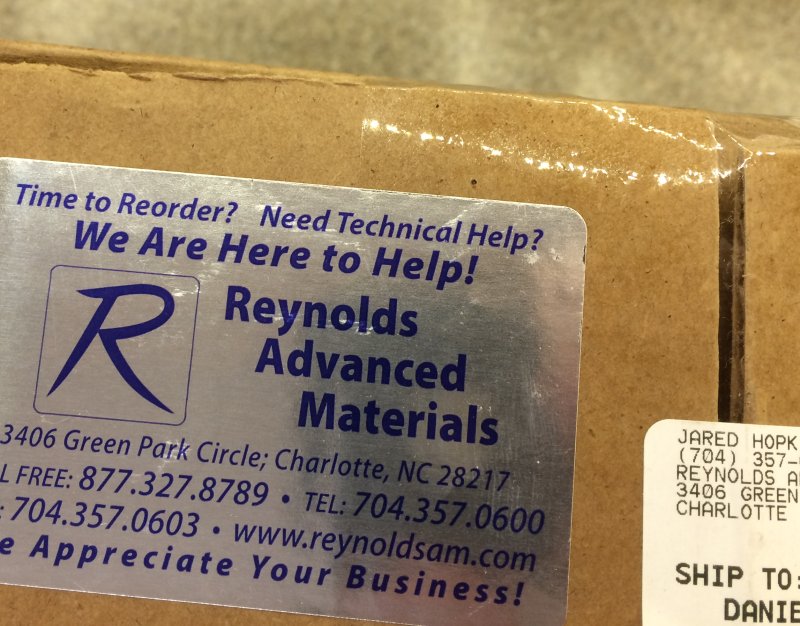 Time to Reorder? Need Technical Help?
We Are Here to Help!
R
Reynolds
Advanced
Materials
3406 Green Park Circle; Charlotte, NC 28217
FREE: 877.327.8789 • TEL: 704.357.0600
704.357.0603 • www.reynoldsam.com
Appreciate Your Business!
JARED HOPK
(704) 357-
REYNOLDS A
3406 GREEN
CHARLOTTE
SHIP TO:
DANIE